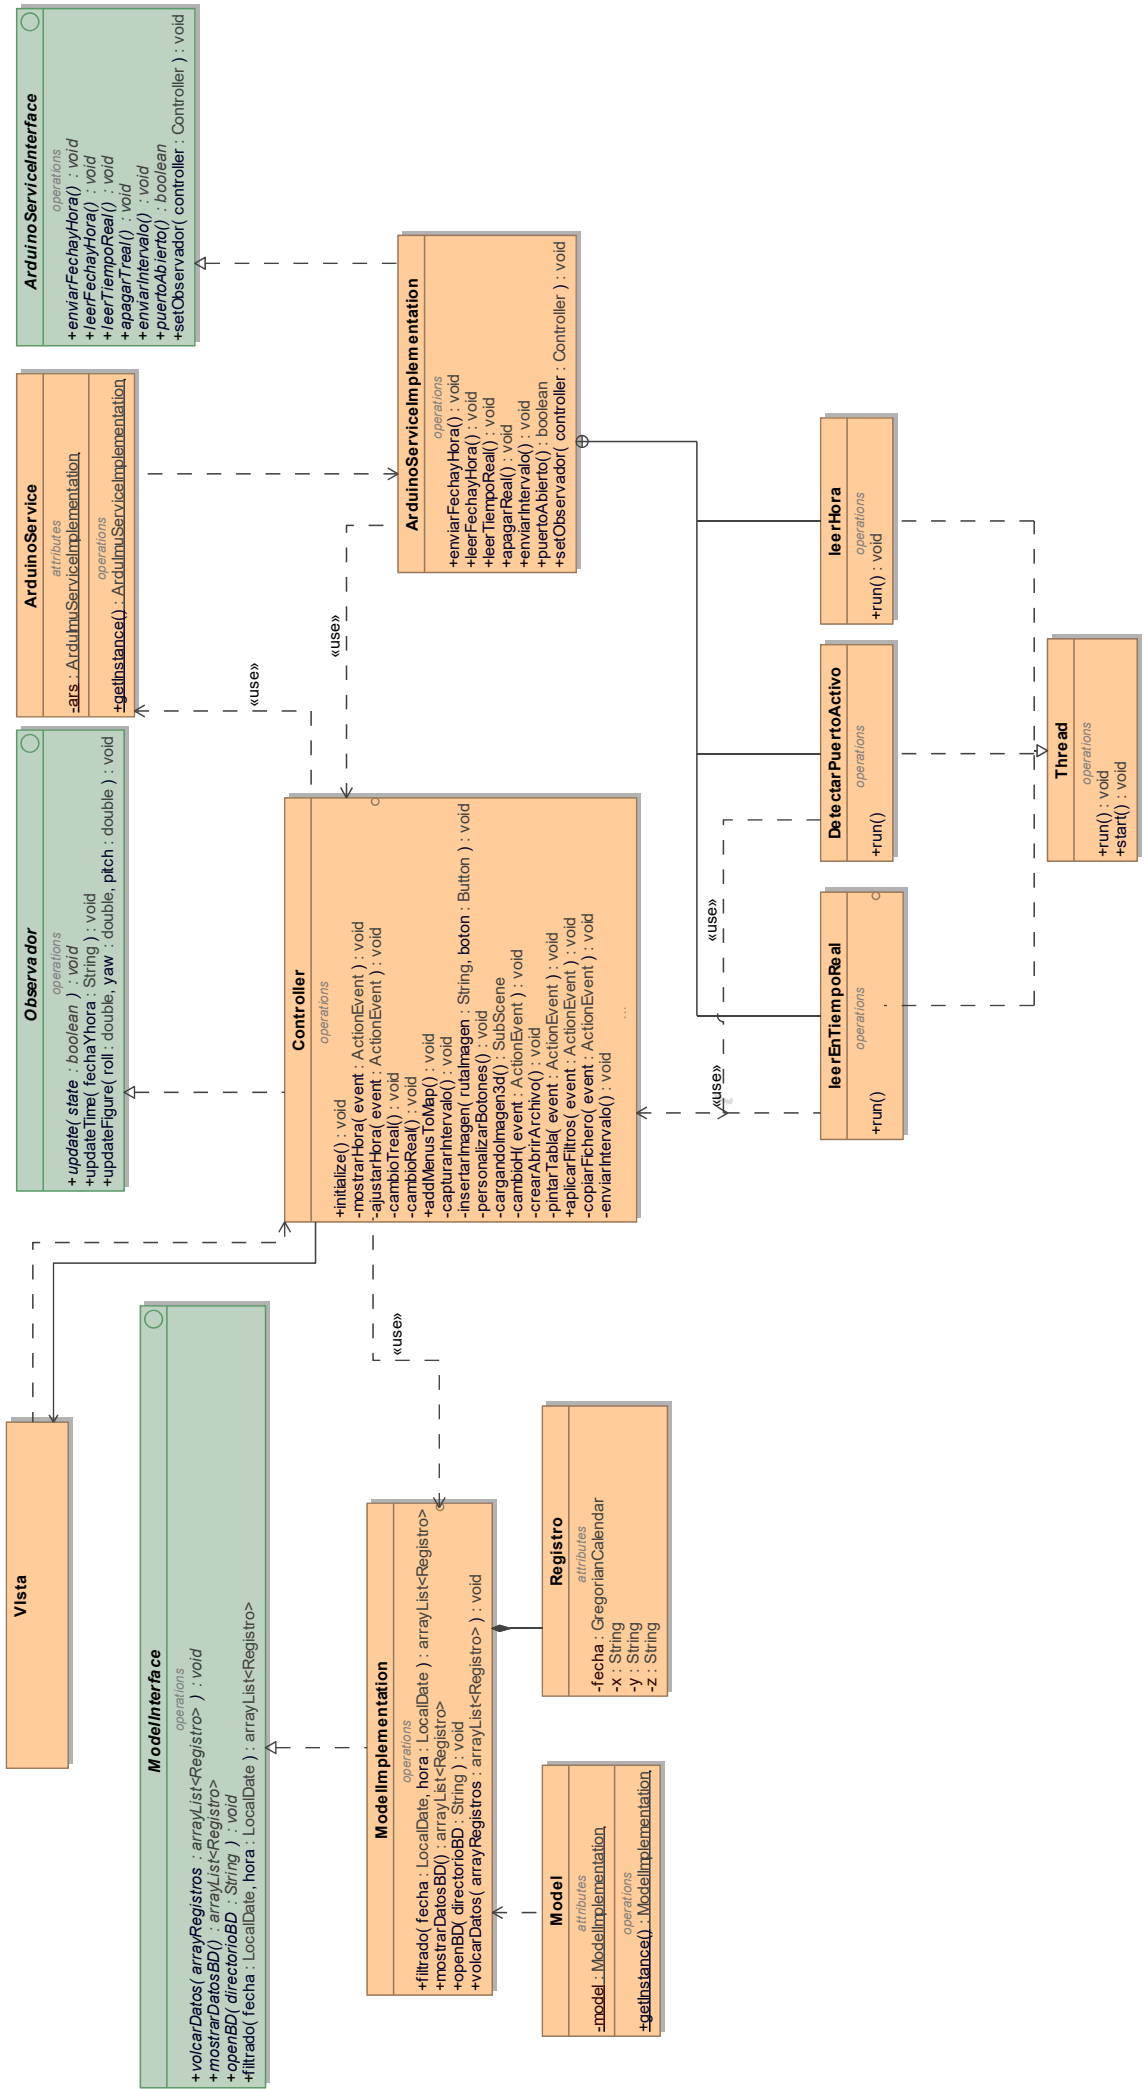 VIsta
ModelInterface
operations
+volcarDatos( arrayRegistros : arrayList<Registro> ) : void
+mostrarDatosBD() : arrayList<Registro>
+openBD( directorioBD : String ) : void
+filtrado( fecha : LocalDate, hora : LocalDate ) : arrayList<Registro>
Observador
operations
+update( state : boolean ) : void
+updateTime( fechaYhora : String ) : void
+updateFigure( roll : double, yaw : double, pitch : double ) : void
ArduinoService
attributes
-ars : ArduImuServiceImplementation
operations
+getInstance() : ArduImuServiceImplementation
ArduinoServiceInterface
operations
+enviarFechayHora() : void
+leerFechayHora() : void
+leerTiempoReal() : void
+apagarTreal() : void
+enviarIntervalo() : void
+puertoAbierto() : boolean
+setObservador( controller : Controller ) : void
«use»
«use»
«use»
ModelImplementation
operations
+filtrado( fecha : LocalDate, hora : LocalDate ) : arrayList<Registro>
+mostrarDatosBD() : arrayList<Registro>
+openBD( directorioBD : String ) : void
+volcarDatos( arrayRegistros : arrayList<Registro> ) : void
Controller
operations
+initialize() : void
-mostrarHora( event : ActionEvent ) : void
-ajustarHora( event : ActionEvent ) : void
-cambioTreal() : void
-cambioReal() : void
+addMenusToMap() : void
-capturarIntervalo() : void
-insertarImagen( rutaImagen : String, boton : Button ) : void
-personalizarBotones() : void
-cargandoImagen3d() : SubScene
-cambioH( event : ActionEvent ) : void
-crearAbrirArchivo() : void
-pintarTabla( event : ActionEvent ) : void
+aplicarFiltros( event : ActionEvent ) : void
-copiarFichero( event : ActionEvent ) : void
-enviarIntervalo() : void
...
ArduinoServiceImplementation
operations
+enviarFechayHora() : void
+leerFechayHora() : void
+leerTiempoReal() : void
+apagarReal() : void
+enviarIntervalo() : void
+puertoAbierto() : boolean
+setObservador( controller : Controller ) : void
Model
attributes
-model : ModelImplementation
operations
+getInstance() : ModelImplementation
Registro
attributes
-fecha : GregorianCalendar
-x : String
-y : String
-z : String
«use»
«use»
leerEnTiempoReal
operations
+run()
DetectarPuertoActivo
operations
+run()
leerHora
operations
+run() : void
Thread
operations
+run() : void
+start() : void